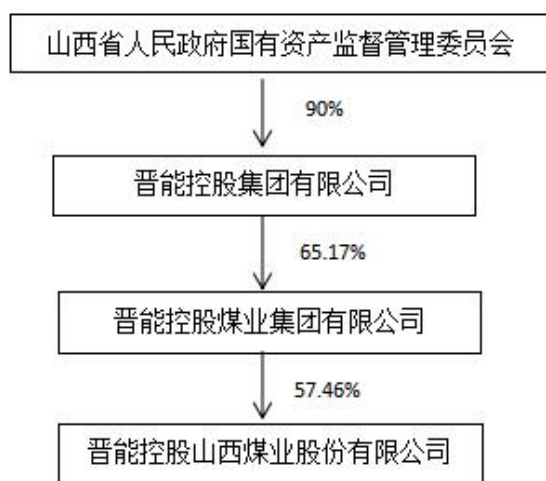 山西省人民政府国有资产监督管理委员会
90%
晋能控股集团有限公司
65.17%
晋能控股煤业集团有限公司
57.46%
晋能控股山西煤业股份有限公司